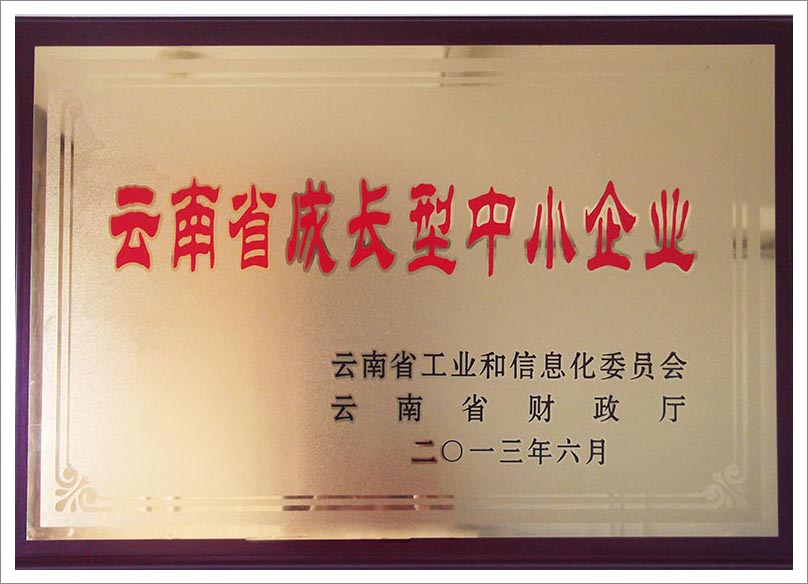 云南省成长型中小企业
云南省工业和信息化委员会
云南省财政厅
二〇一三年六月